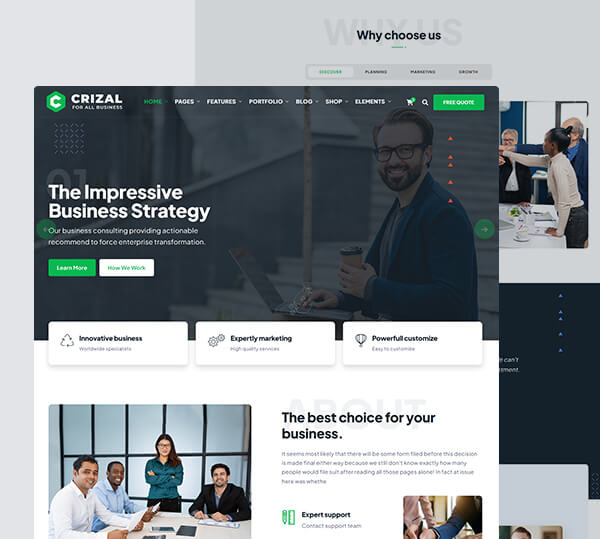 WHY US
Why choose us
DISCOVER PLANNING MARKETING GROWTH
CRIZAL
FOR ALL BUSINESS
HOME PAGES FEATURES PORTFOLIO BLOG SHOP ELEMENTS FREE QUOTE
01
The Impressive
Business Strategy
Our business consulting providing actionable
recommend to force enterprise transformation.
Learn More How We Work
Innovative business
Worldwide specialists
Expertly marketing
High quality services
Powerfull customize
Easy to customize
can't
ABOUT
The best choice for your
business.
It seems most likely that there will be some form filed before this decision
is made final either way because we still don't know exactly how many
people would file suit after reading all those pages alone! In fact at issue
here was whethe
Expert support
Contact support team